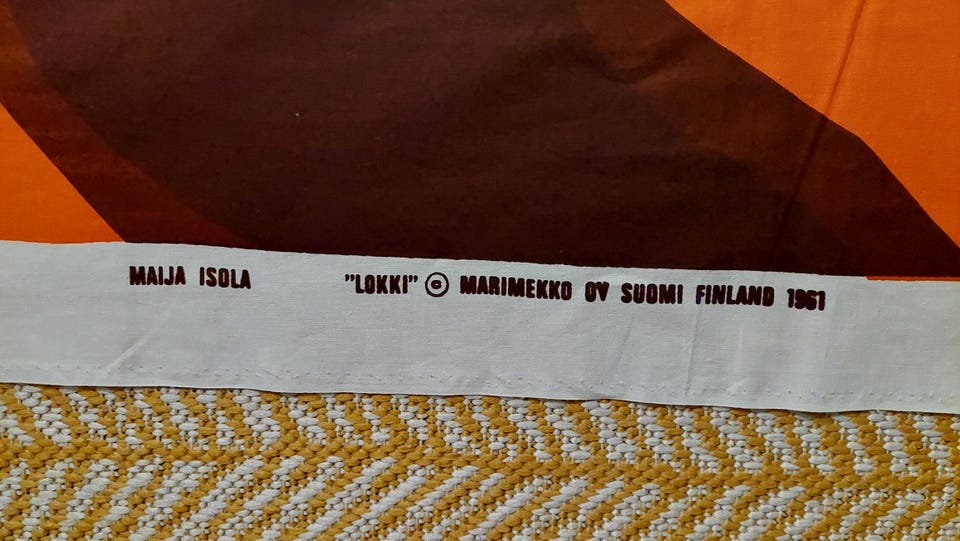 MAIJA ISOLA ”LOKKI” © MARIMEKKO OY SUOMI FINLAND 1961